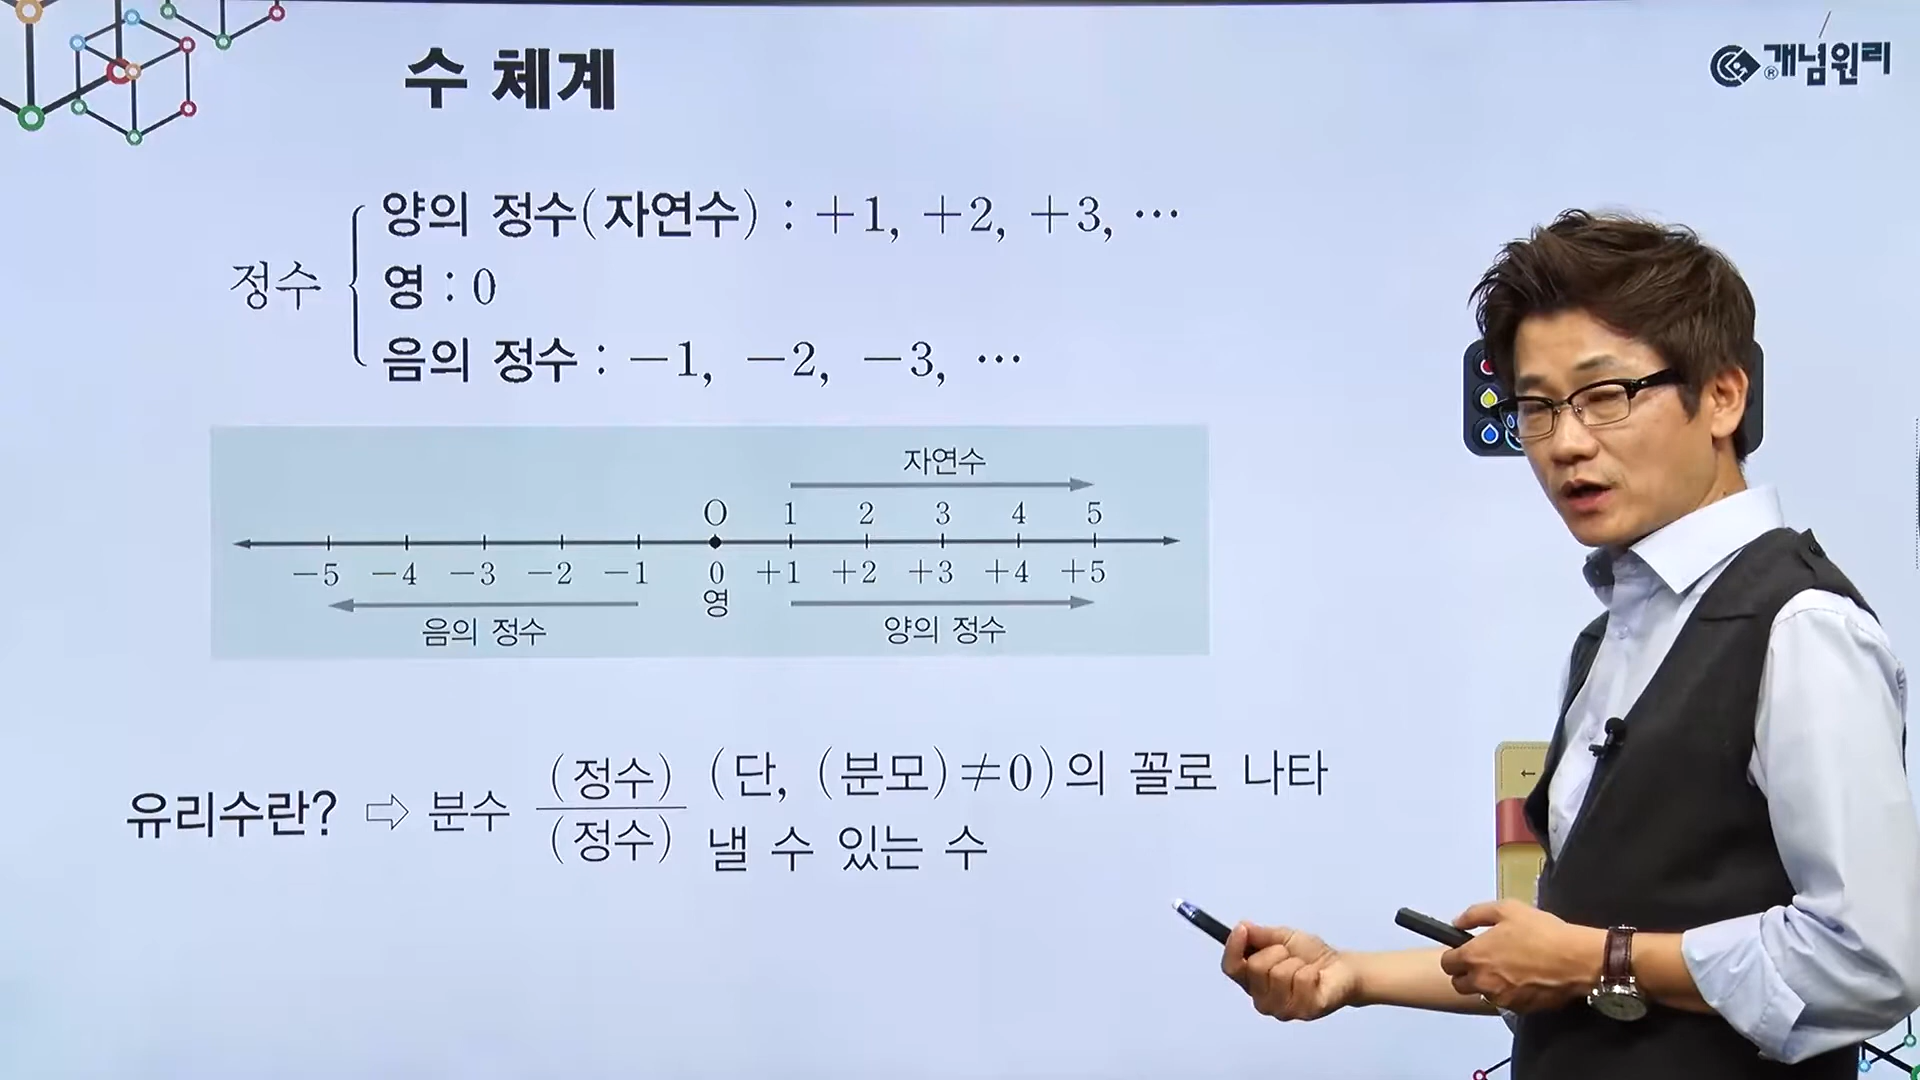 수 체계
개념원리®
양의 정수(자연수) : +1, +2, +3, ⋯
정수
영 : 0
음의 정수 : −1, −2, −3, ⋯
자연수
O 1 2 3 4 5
−5 −4 −3 −2 −1 0 +1 +2 +3 +4 +5
영
음의 정수 양의 정수
유리수란? ⇨ 분수 (정수)/(정수) (단, (분모)≠0)의 꼴로 나타
낼 수 있는 수